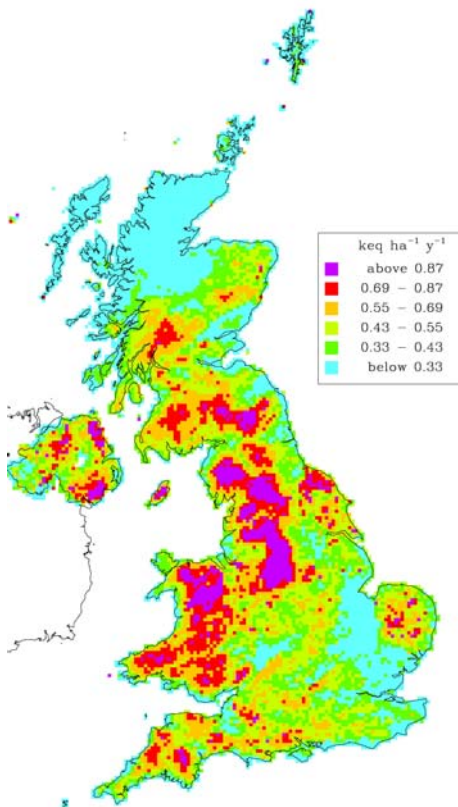 keq ha⁻¹ y⁻¹
above 0.87
0.69 – 0.87
0.55 – 0.69
0.43 – 0.55
0.33 – 0.43
below 0.33